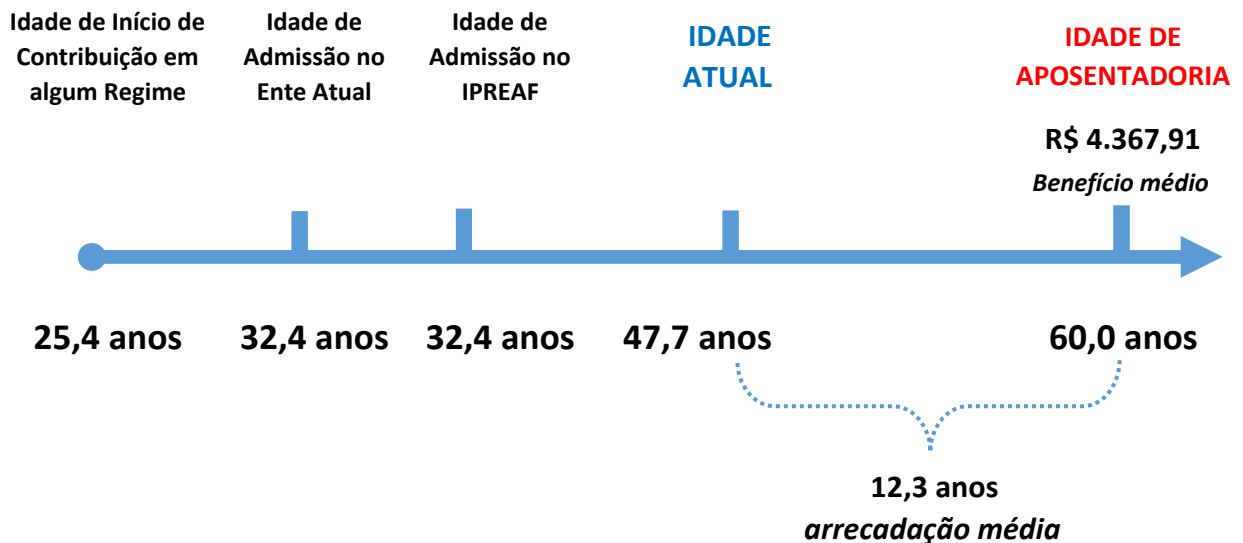 Idade de Início de
Contribuição em
algum Regime
Idade de
Admissão no
Ente Atual
Idade de
Admissão no
IPREAF
IDADE
ATUAL
IDADE DE
APOSENTADORIA
R$ 4.367,91
Benefício médio
25,4 anos
32,4 anos
32,4 anos
47,7 anos
60,0 anos
12,3 anos
arrecadação média